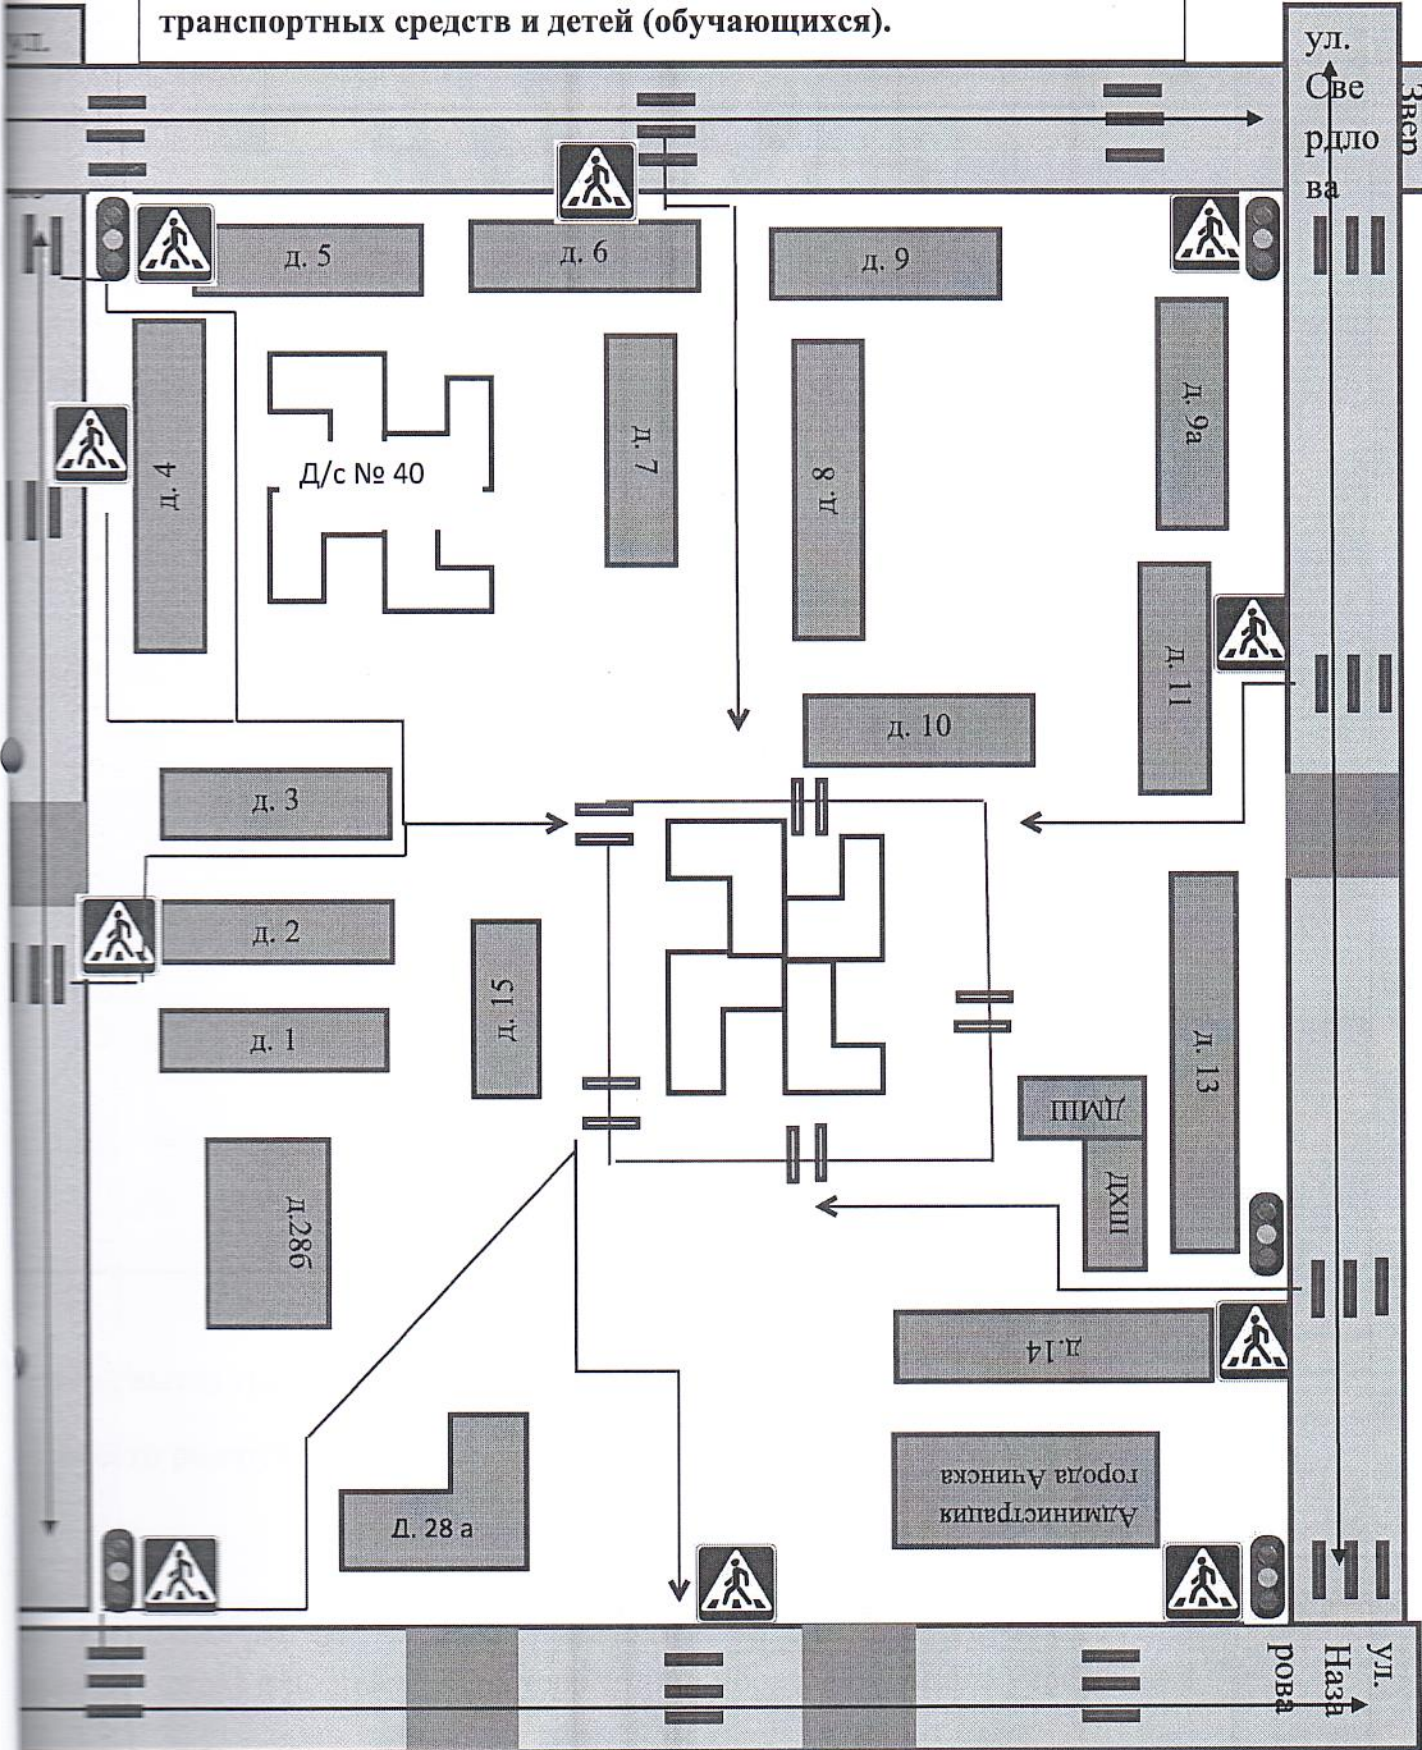 транспортных средств и детей (обучающихся).
ул.
ул.
Све
рдло
ва
Звер
д. 5
д. 6
д. 9
д. 4
Д/с № 40
д. 7
д. 8
д. 9а
д. 11
д. 10
д. 3
д. 2
д. 15
д. 1
д. 13
ДМШ
ДХШ
д.28б
д.14
Д. 28 а
Администрация
города Ачинска
ул.
Наза
рова